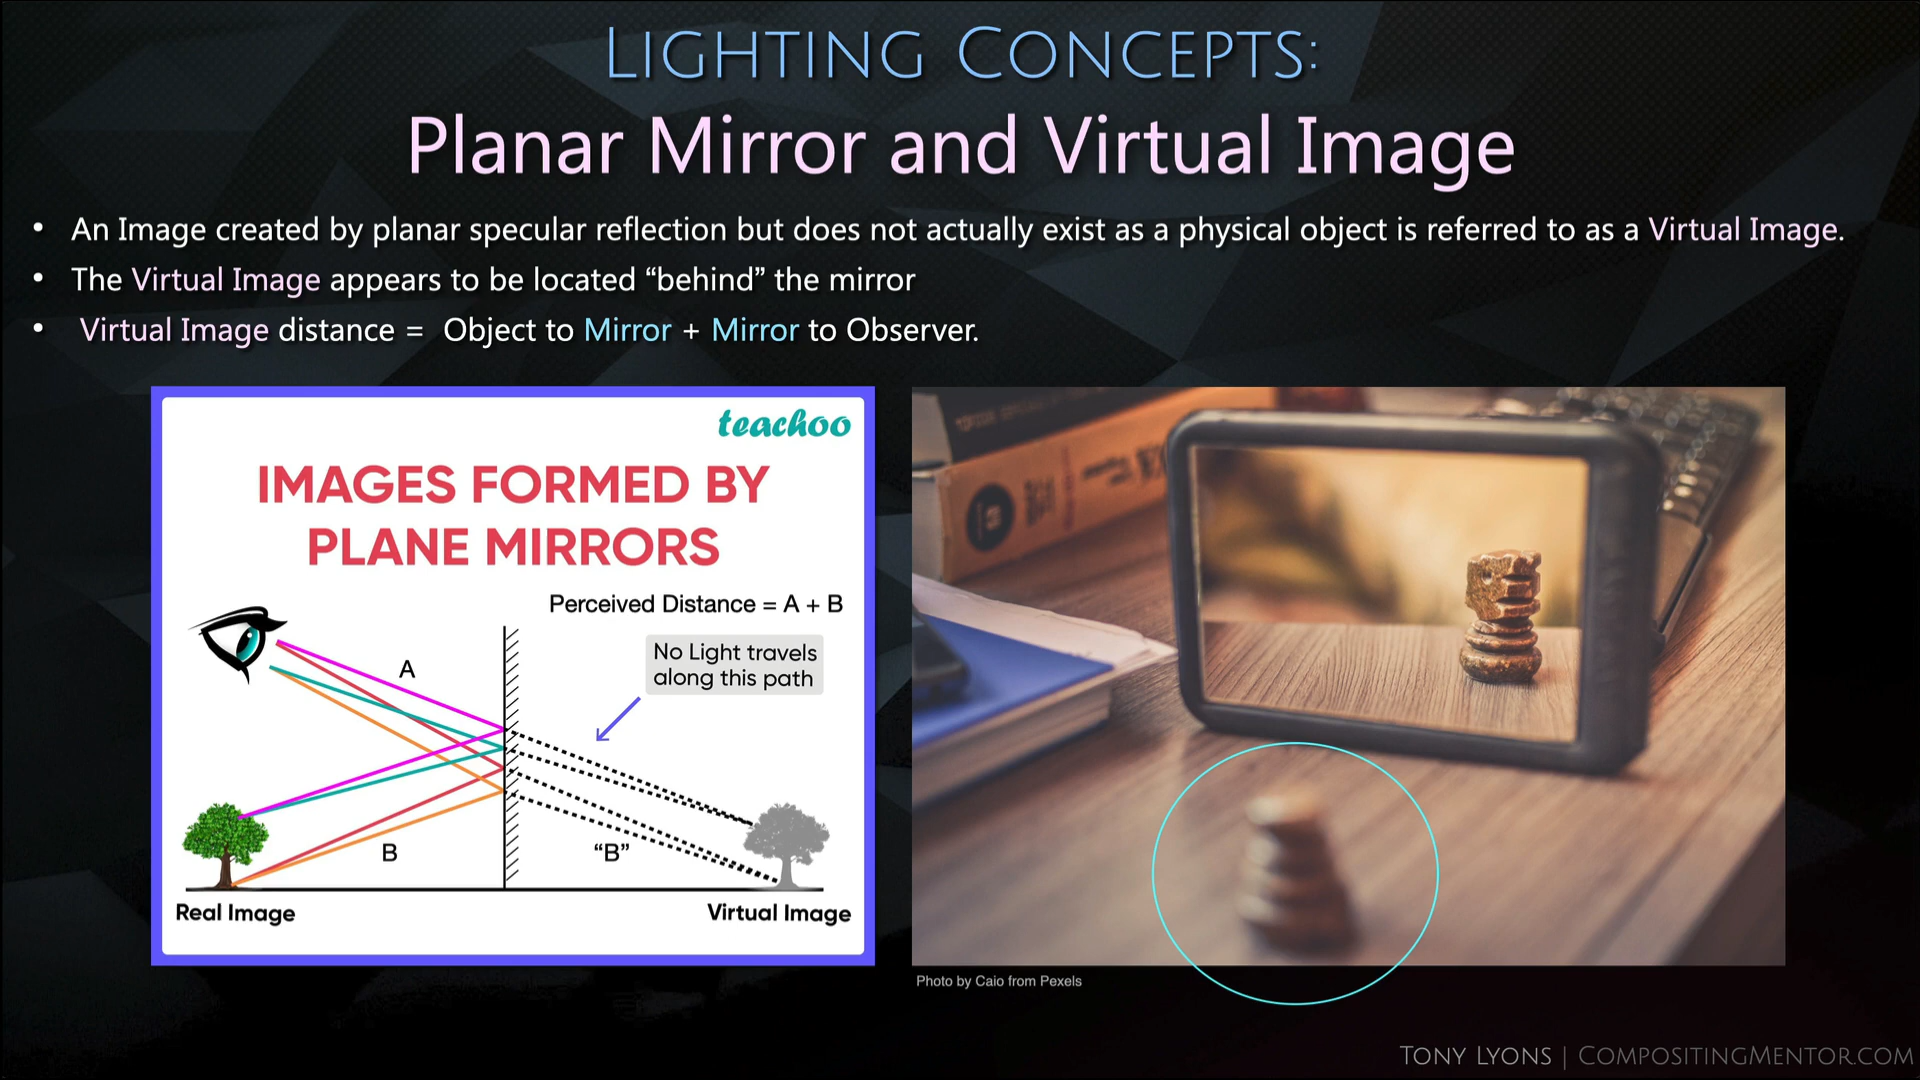 LIGHTING CONCEPTS:
Planar Mirror and Virtual Image
• An Image created by planar specular reflection but does not actually exist as a physical object is referred to as a Virtual Image.
• The Virtual Image appears to be located “behind” the mirror
• Virtual Image distance = Object to Mirror + Mirror to Observer.
teachoo
IMAGES FORMED BY
PLANE MIRRORS
Perceived Distance = A + B
No Light travels
along this path
A
B
“B”
Real Image
Virtual Image
Photo by Caio from Pexels
TONY LYONS | COMPOSITINGMENTOR.COM